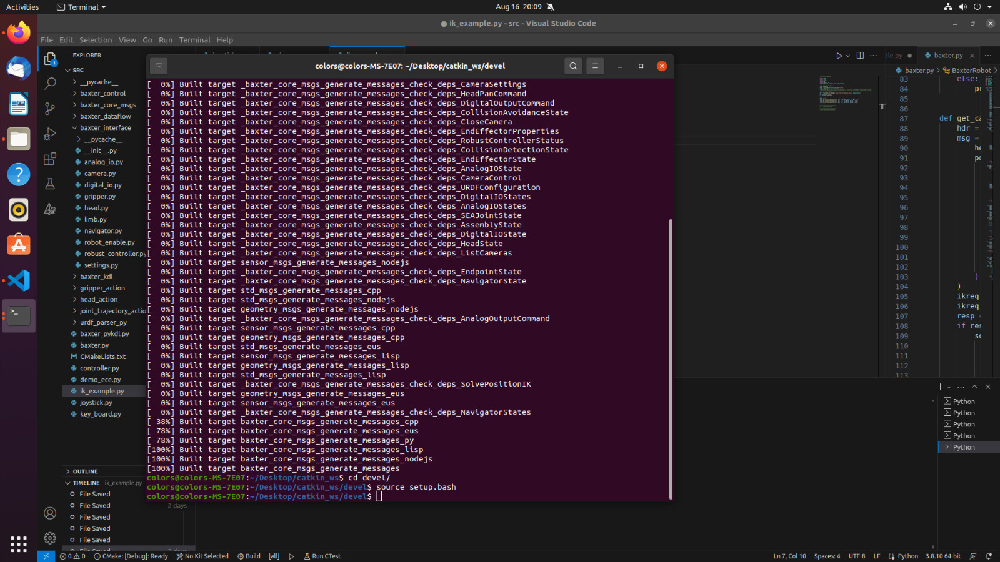 Activities
Terminal
Aug 16 20:09
ik_example.py - src - Visual Studio Code
File Edit Selection View Go Run Terminal Help
EXPLORER
SRC
__pycache__
baxter_control
baxter_core_msgs
baxter_dataflow
baxter_interface
__pycache__
__init__.py
analog_io.py
camera.py
digital_io.py
gripper.py
head.py
limb.py
navigator.py
robot_enable.py
robust_controller.py
settings.py
baxter_kdl
gripper_action
head_action
joint_trajectory_actio
urdf_parser_py
baxter_pykdl.py
baxter.py
CMakeLists.txt
controller.py
demo_ece.py
ik_example.py
joystick.py
key_board.py
OUTLINE
TIMELINE ik_example.py
File Saved
File Saved 2 days
File Saved
File Saved
File Saved
colors@colors-MS-7E07: ~/Desktop/catkin_ws/devel
[  0%] Built target _baxter_core_msgs_generate_messages_check_deps_CameraSettings
[  0%] Built target _baxter_core_msgs_generate_messages_check_deps_HeadPanCommand
[  0%] Built target _baxter_core_msgs_generate_messages_check_deps_DigitalOutputCommand
[  0%] Built target _baxter_core_msgs_generate_messages_check_deps_CollisionAvoidanceState
[  0%] Built target _baxter_core_msgs_generate_messages_check_deps_CloseCamera
[  0%] Built target _baxter_core_msgs_generate_messages_check_deps_EndEffectorProperties
[  0%] Built target _baxter_core_msgs_generate_messages_check_deps_RobustControllerStatus
[  0%] Built target _baxter_core_msgs_generate_messages_check_deps_CollisionDetectionState
[  0%] Built target _baxter_core_msgs_generate_messages_check_deps_EndEffectorState
[  0%] Built target _baxter_core_msgs_generate_messages_check_deps_AnalogIOState
[  0%] Built target _baxter_core_msgs_generate_messages_check_deps_CameraControl
[  0%] Built target _baxter_core_msgs_generate_messages_check_deps_URDFConfiguration
[  0%] Built target _baxter_core_msgs_generate_messages_check_deps_DigitalIOStates
[  0%] Built target _baxter_core_msgs_generate_messages_check_deps_AnalogIOStates
[  0%] Built target _baxter_core_msgs_generate_messages_check_deps_SEAJointState
[  0%] Built target _baxter_core_msgs_generate_messages_check_deps_AssemblyState
[  0%] Built target _baxter_core_msgs_generate_messages_check_deps_DigitalIOState
[  0%] Built target _baxter_core_msgs_generate_messages_check_deps_HeadState
[  0%] Built target _baxter_core_msgs_generate_messages_check_deps_ListCameras
[  0%] Built target sensor_msgs_generate_messages_nodejs
[  0%] Built target _baxter_core_msgs_generate_messages_check_deps_EndpointState
[  0%] Built target _baxter_core_msgs_generate_messages_check_deps_NavigatorState
[  0%] Built target std_msgs_generate_messages_cpp
[  0%] Built target std_msgs_generate_messages_nodejs
[  0%] Built target geometry_msgs_generate_messages_nodejs
[  0%] Built target _baxter_core_msgs_generate_messages_check_deps_AnalogOutputCommand
[  0%] Built target sensor_msgs_generate_messages_cpp
[  0%] Built target geometry_msgs_generate_messages_cpp
[  0%] Built target std_msgs_generate_messages_eus
[  0%] Built target sensor_msgs_generate_messages_lisp
[  0%] Built target geometry_msgs_generate_messages_lisp
[  0%] Built target std_msgs_generate_messages_lisp
[  0%] Built target _baxter_core_msgs_generate_messages_check_deps_SolvePositionIK
[  0%] Built target geometry_msgs_generate_messages_eus
[  0%] Built target sensor_msgs_generate_messages_eus
[  0%] Built target _baxter_core_msgs_generate_messages_check_deps_NavigatorStates
[ 38%] Built target baxter_core_msgs_generate_messages_cpp
[ 78%] Built target baxter_core_msgs_generate_messages_eus
[ 78%] Built target baxter_core_msgs_generate_messages_py
[100%] Built target baxter_core_msgs_generate_messages_lisp
[100%] Built target baxter_core_msgs_generate_messages_nodejs
[100%] Built target baxter_core_msgs_generate_messages
colors@colors-MS-7E07:~/Desktop/catkin_ws$ cd devel/
colors@colors-MS-7E07:~/Desktop/catkin_ws/devel$ source setup.bash
colors@colors-MS-7E07:~/Desktop/catkin_ws/devel$
ple.py baxter.py
baxter.py > BaxterRobot >
83 else:
84 pr
85
86
87 def get_ca
88 hdr =
89 msg =
90 he
91 po
92
93
94
95
96
97
98
99
100
101
102
103 )
104 )
105 ikreq
106 ikreq.
107 resp =
108 if res
109 se
110
111
112
113
Python
Python
Python
Python
Python
0 0 CMake: [Debug]: Ready No Kit Selected Build [all] Run CTest
Ln 7, Col 10 Spaces: 4 UTF-8 LF Python 3.8.10 64-bit